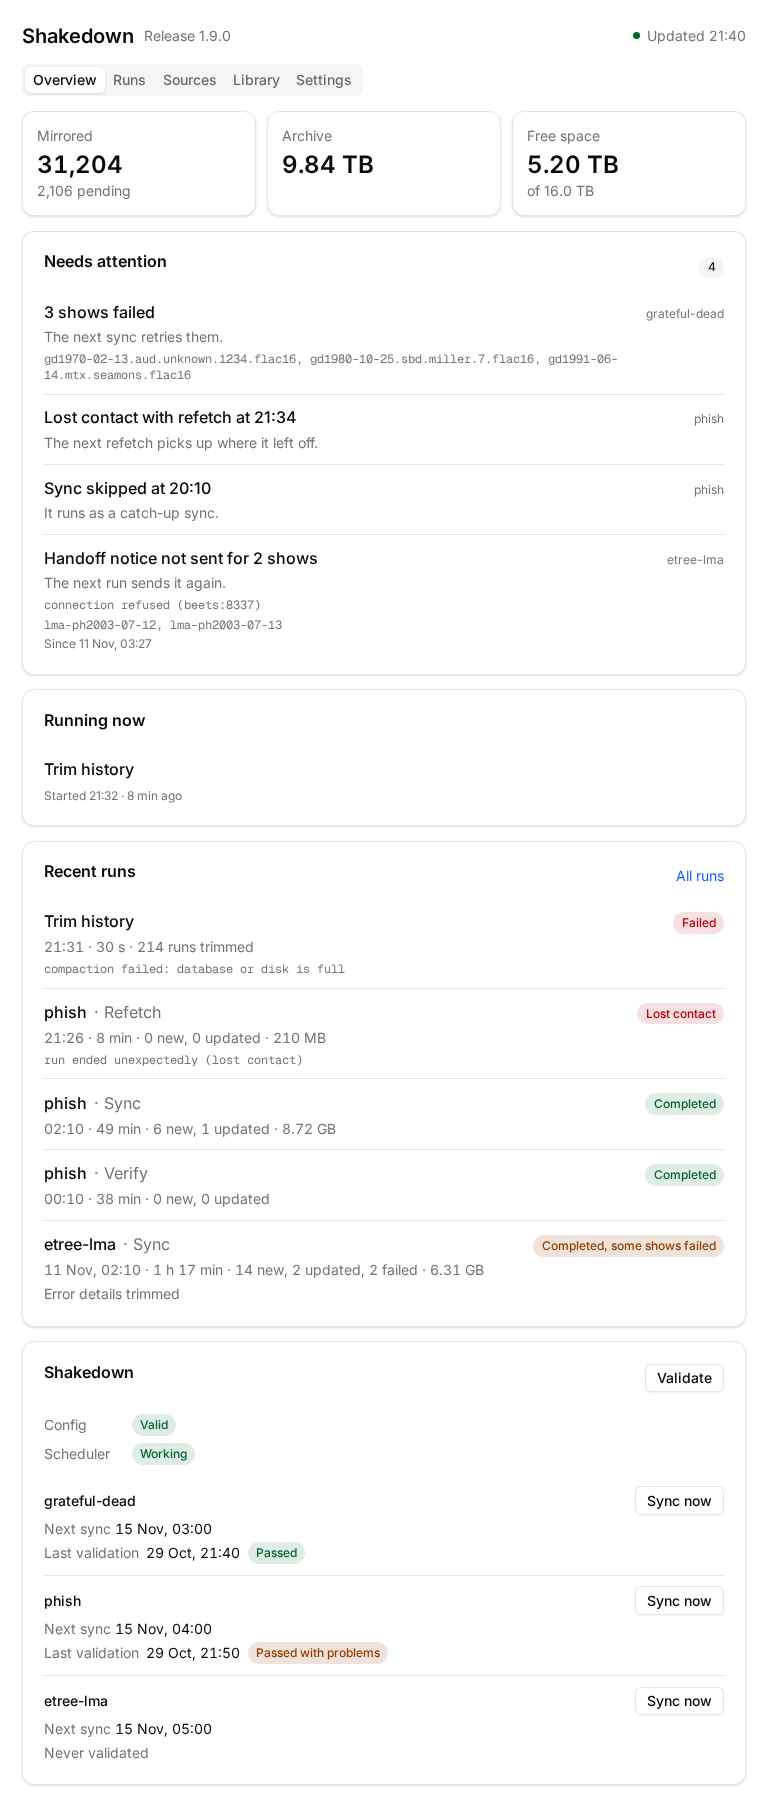 Shakedown Release 1.9.0
Updated 21:40
Overview Runs Sources Library Settings
Mirrored
31,204
2,106 pending
Archive
9.84 TB
Free space
5.20 TB
of 16.0 TB
Needs attention
4
3 shows failed
grateful-dead
The next sync retries them.
gd1970-02-13.aud.unknown.1234.flac16, gd1980-10-25.sbd.miller.7.flac16, gd1991-06-
14.mtx.seamons.flac16
Lost contact with refetch at 21:34
phish
The next refetch picks up where it left off.
Sync skipped at 20:10
phish
It runs as a catch-up sync.
Handoff notice not sent for 2 shows
etree-lma
The next run sends it again.
connection refused (beets:8337)
lma-ph2003-07-12, lma-ph2003-07-13
Since 11 Nov, 03:27
Running now
Trim history
Started 21:32 · 8 min ago
Recent runs
All runs
Trim history
Failed
21:31 · 30 s · 214 runs trimmed
compaction failed: database or disk is full
phish · Refetch
Lost contact
21:26 · 8 min · 0 new, 0 updated · 210 MB
run ended unexpectedly (lost contact)
phish · Sync
Completed
02:10 · 49 min · 6 new, 1 updated · 8.72 GB
phish · Verify
Completed
00:10 · 38 min · 0 new, 0 updated
etree-lma · Sync
Completed, some shows failed
11 Nov, 02:10 · 1 h 17 min · 14 new, 2 updated, 2 failed · 6.31 GB
Error details trimmed
Shakedown
Validate
Config Valid
Scheduler Working
grateful-dead
Sync now
Next sync 15 Nov, 03:00
Last validation 29 Oct, 21:40 Passed
phish
Sync now
Next sync 15 Nov, 04:00
Last validation 29 Oct, 21:50 Passed with problems
etree-lma
Sync now
Next sync 15 Nov, 05:00
Never validated